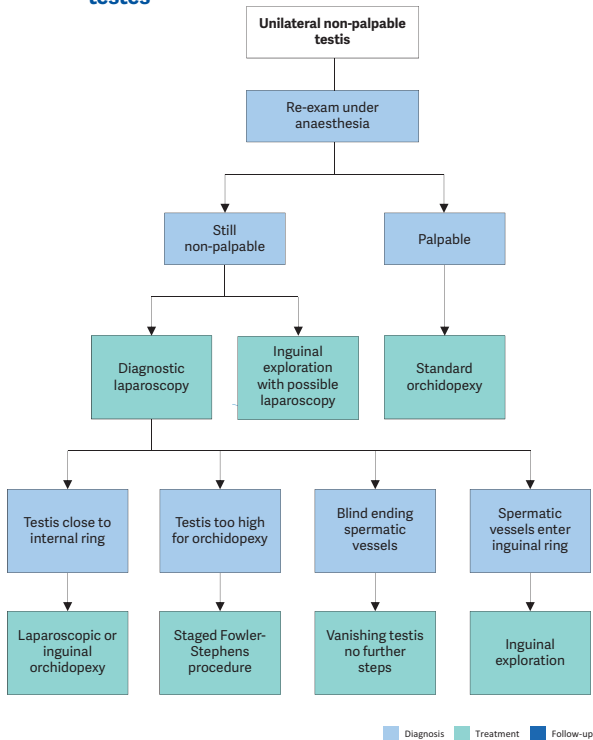 testes
Unilateral non-palpable
testis
Re-exam under
anaesthesia
Still
non-palpable
Palpable
Diagnostic
laparoscopy
Inguinal
exploration
with possible
laparoscopy
Standard
orchidopexy
Testis close to
internal ring
Testis too high
for orchidopexy
Blind ending
spermatic
vessels
Spermatic
vessels enter
inguinal ring
Laparoscopic or
inguinal
orchidopexy
Staged Fowler-
Stephens
procedure
Vanishing testis
no further
steps
Inguinal
exploration
Diagnosis
Treatment
Follow-up